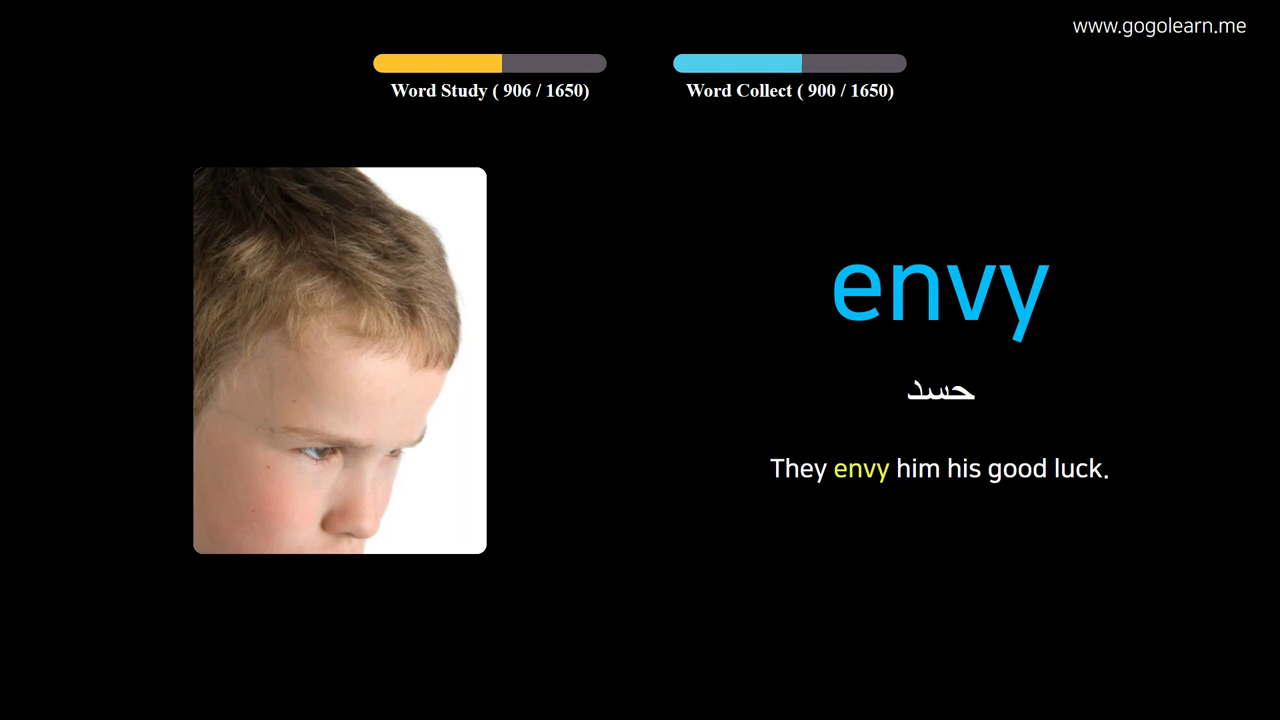 www.gogolearn.me
Word Study ( 906 / 1650)
Word Collect ( 900 / 1650)
envy
حسد
They envy him his good luck.